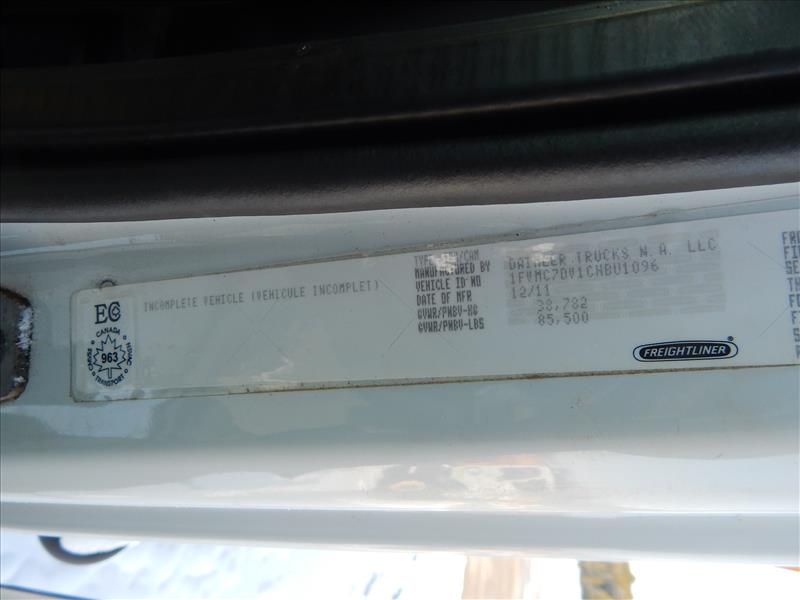 INCOMPLETE VEHICLE (VEHICULE INCOMPLET)
MANUFACTURED BY DAIMLER TRUCKS N.A. LLC
VEHICLE ID NO 1FVMC7DV1CHBU1096
DATE OF MFR 12/11
GVWR/PNBV-KG 38,782
GVWR/PNBV-LBS 85,500
CANADA
963
TRANSPORT
FREIGHTLINER